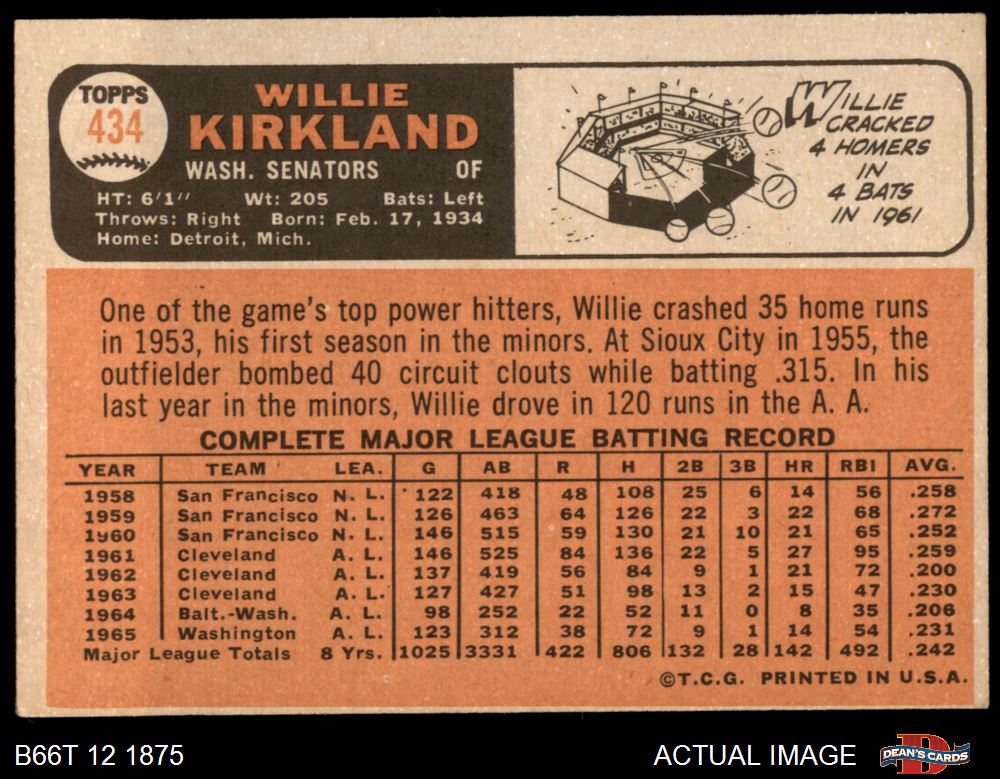 TOPPS
434
WILLIE
KIRKLAND
WASH. SENATORS OF
HT: 6'1" Wt: 205 Bats: Left
Throws: Right Born: Feb. 17, 1934
Home: Detroit, Mich.
WILLIE
CRACKED
4 HOMERS
IN
4 BATS
IN 1961
One of the game's top power hitters, Willie crashed 35 home runs
in 1953, his first season in the minors. At Sioux City in 1955, the
outfielder bombed 40 circuit clouts while batting .315. In his
last year in the minors, Willie drove in 120 runs in the A. A.
COMPLETE MAJOR LEAGUE BATTING RECORD
YEAR TEAM LEA. G AB R H 2B 3B HR RBI AVG.
1958 San Francisco N. L. 122 418 48 108 25 6 14 56 .258
1959 San Francisco N. L. 126 463 64 126 22 3 22 68 .272
1960 San Francisco N. L. 146 515 59 130 21 10 21 65 .252
1961 Cleveland A. L. 146 525 84 136 22 5 27 95 .259
1962 Cleveland A. L. 137 419 56 84 9 1 21 72 .200
1963 Cleveland A. L. 127 427 51 98 13 2 15 47 .230
1964 Balt.-Wash. A. L. 98 252 22 52 11 0 8 35 .206
1965 Washington A. L. 123 312 38 72 9 1 14 54 .231
Major League Totals 8 Yrs. 1025 3331 422 806 132 28 142 492 .242
©T.C.G. PRINTED IN U.S.A.
B66T 12 1875 ACTUAL IMAGE DEAN'S CARDS